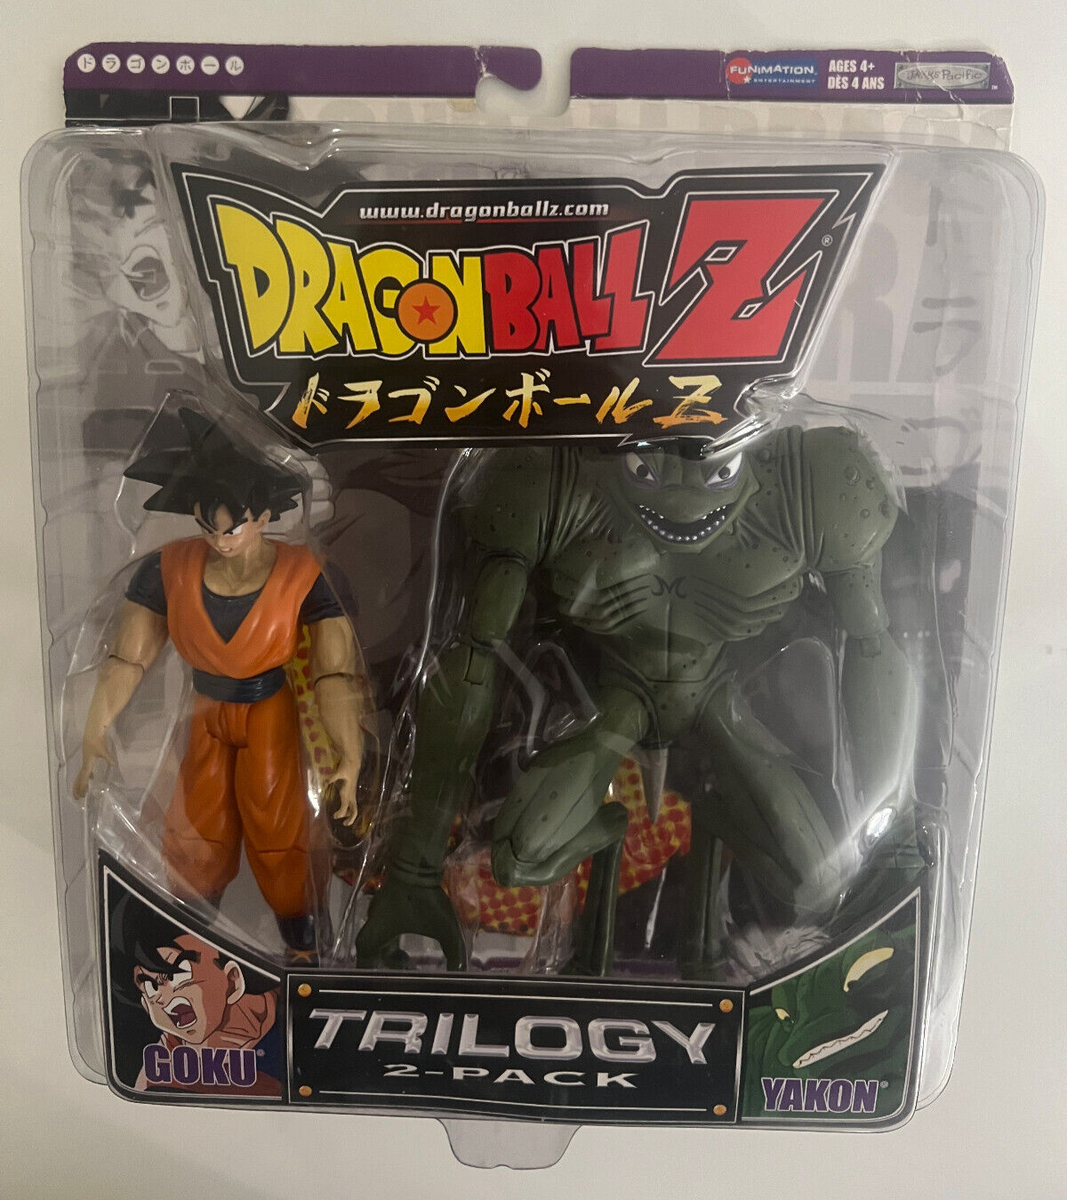 ドラゴンボール
FUNIMATION
ENTERTAINMENT
AGES 4+
DÈS 4 ANS
JAKKS Pacific
TM
www.dragonballz.com
DRAGONBALL Z
®
ドラゴンボールZ
TRILOGY
2-PACK
GOKU®
YAKON®